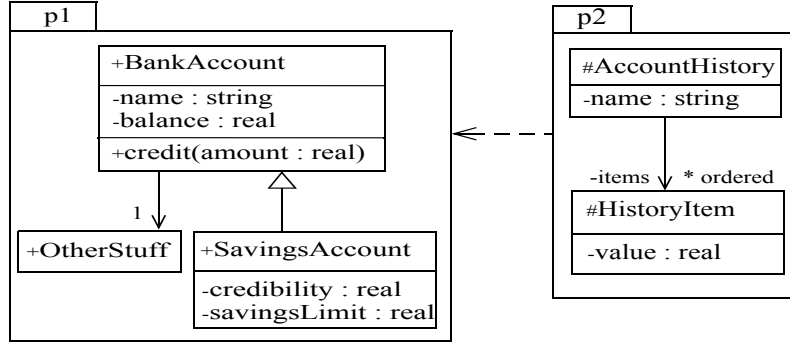 p1
+BankAccount
-name : string
-balance : real
+credit(amount : real)
1
+OtherStuff
+SavingsAccount
-credibility : real
-savingsLimit : real
p2
#AccountHistory
-name : string
-items * ordered
#HistoryItem
-value : real